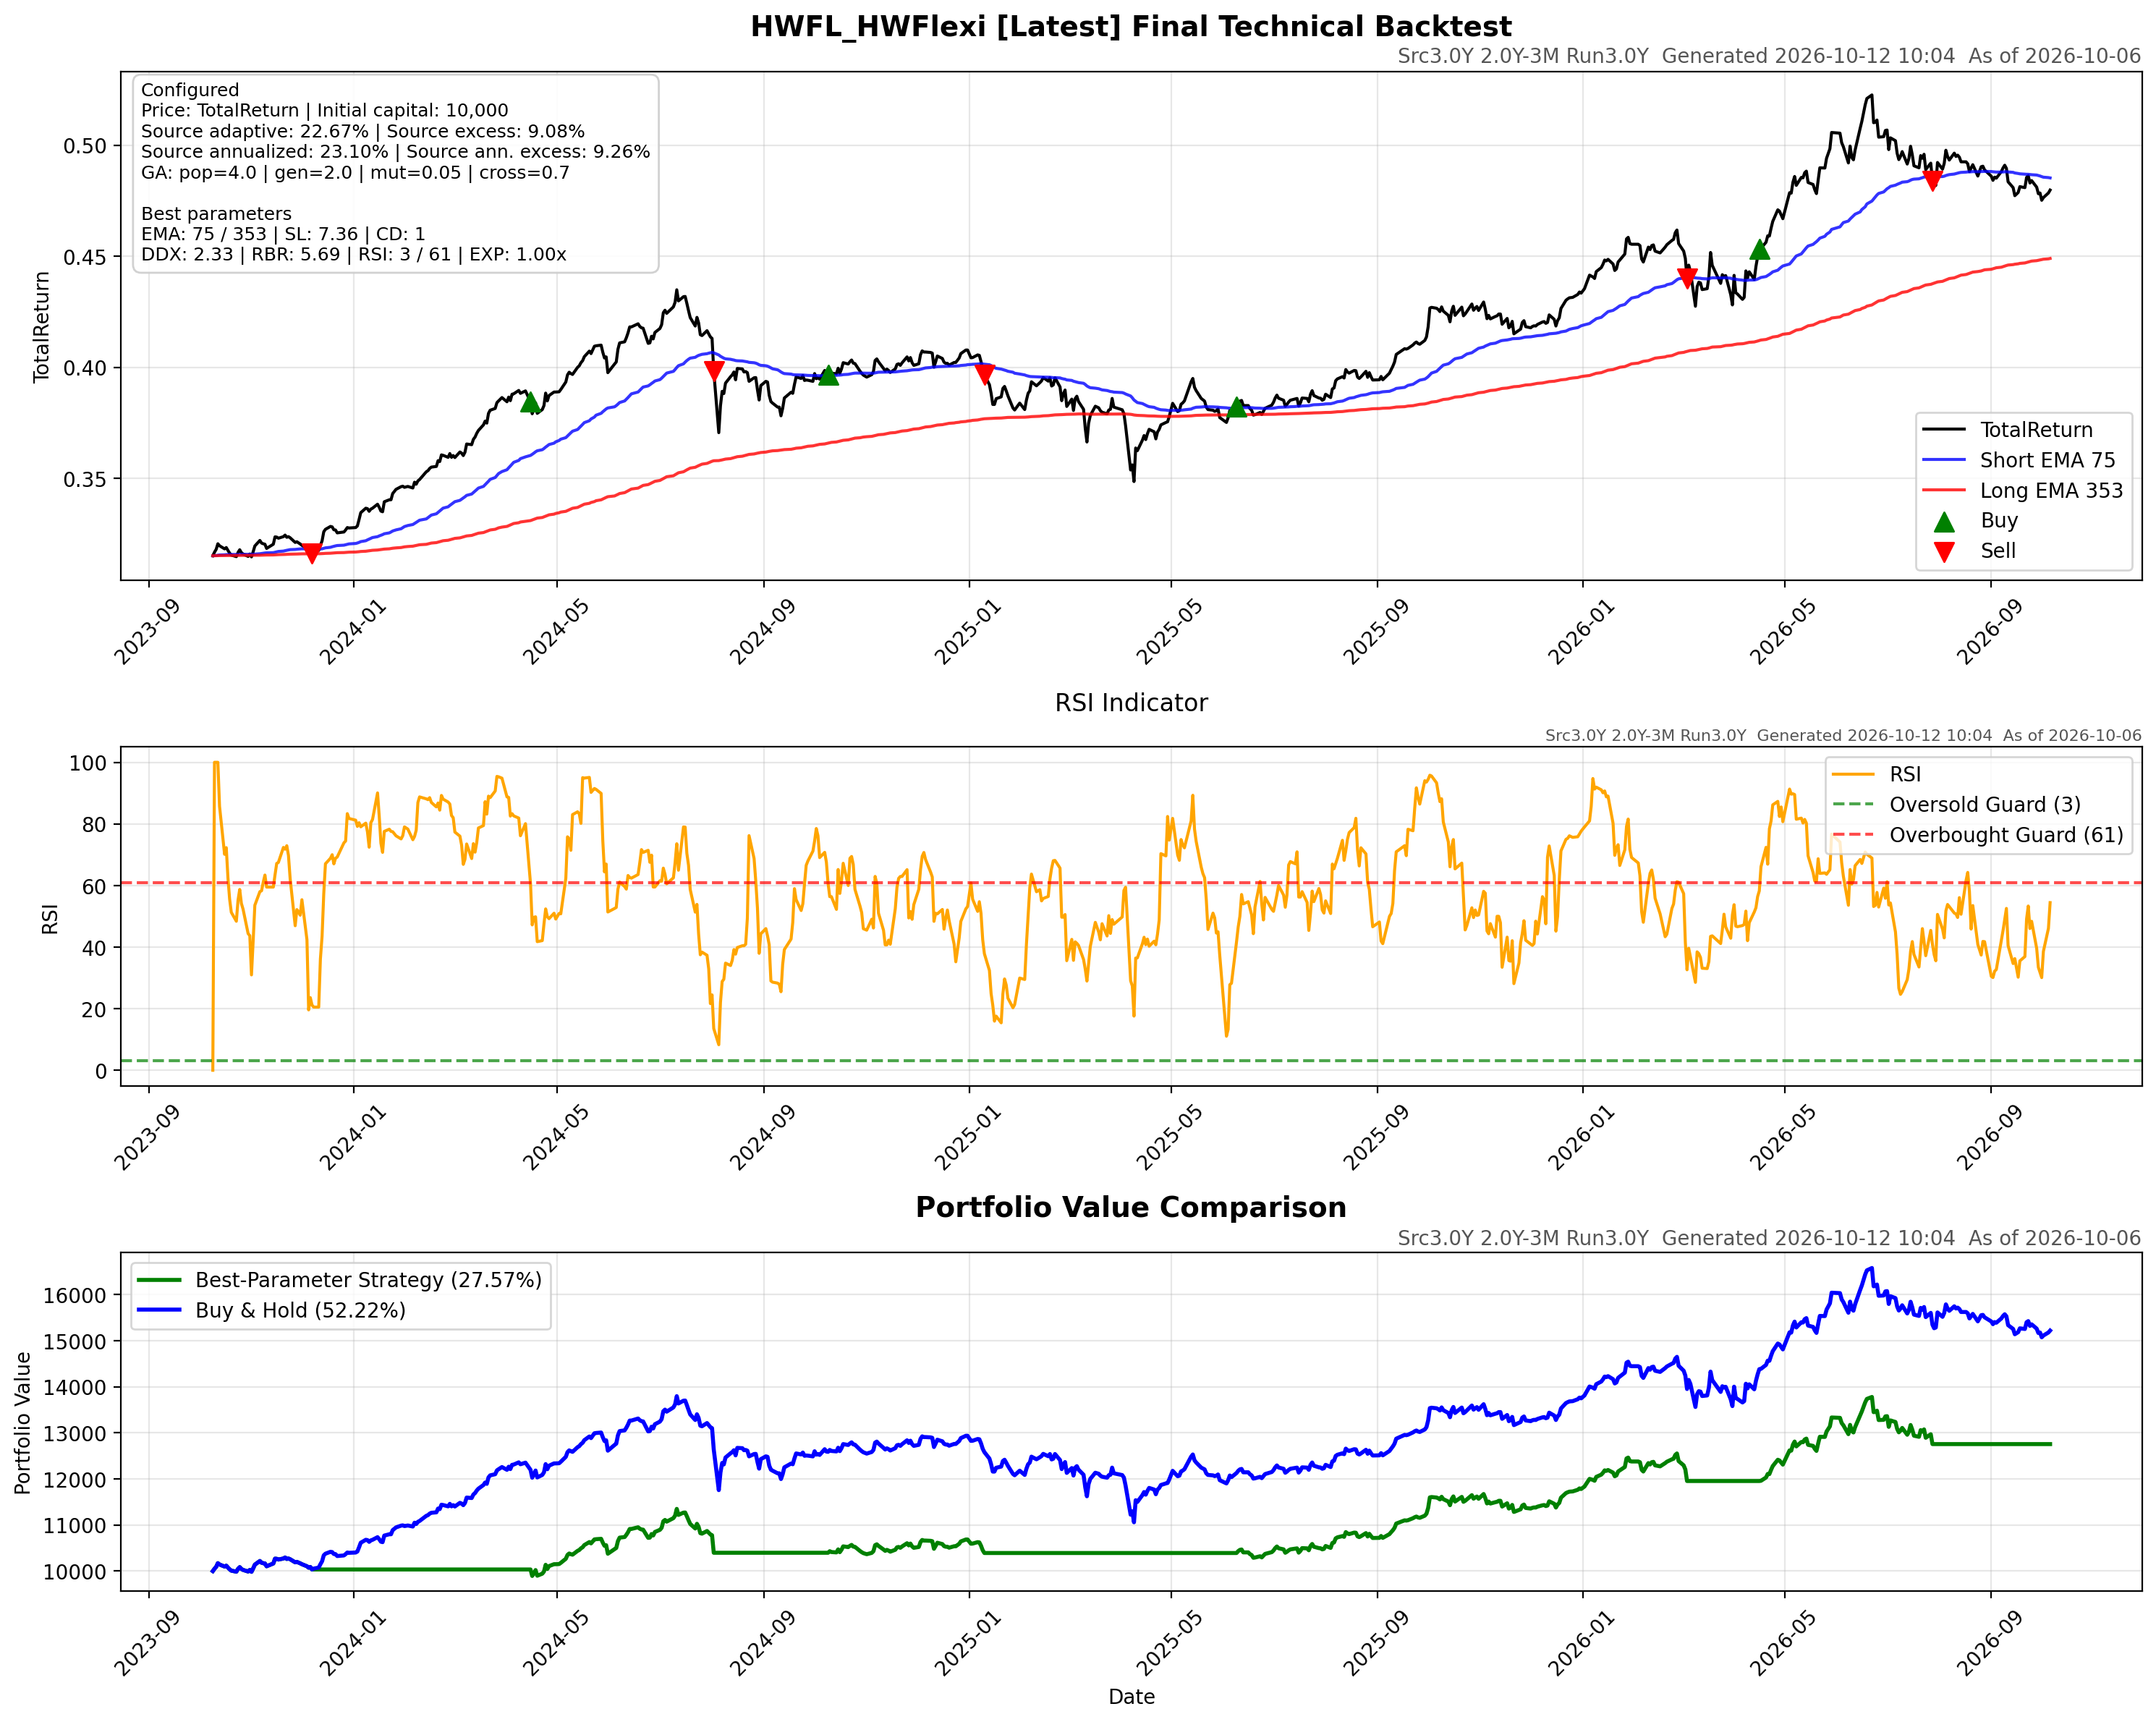 HWFL_HWFlexi [Latest] Final Technical Backtest
Src3.0Y 2.0Y-3M Run3.0Y  Generated 2026-10-12 10:04  As of 2026-10-06
Configured
Price: TotalReturn | Initial capital: 10,000
Source adaptive: 22.67% | Source excess: 9.08%
Source annualized: 23.10% | Source ann. excess: 9.26%
GA: pop=4.0 | gen=2.0 | mut=0.05 | cross=0.7
Best parameters
EMA: 75 / 353 | SL: 7.36 | CD: 1
DDX: 2.33 | RBR: 5.69 | RSI: 3 / 61 | EXP: 1.00x
TotalReturn
0.50
0.45
0.40
0.35
TotalReturn
Short EMA 75
Long EMA 353
Buy
Sell
2023-09
2024-01
2024-05
2024-09
2025-01
2025-05
2025-09
2026-01
2026-05
2026-09
RSI Indicator
Src3.0Y 2.0Y-3M Run3.0Y  Generated 2026-10-12 10:04  As of 2026-10-06
RSI
100
80
60
40
20
0
RSI
Oversold Guard (3)
Overbought Guard (61)
2023-09
2024-01
2024-05
2024-09
2025-01
2025-05
2025-09
2026-01
2026-05
2026-09
Portfolio Value Comparison
Src3.0Y 2.0Y-3M Run3.0Y  Generated 2026-10-12 10:04  As of 2026-10-06
Best-Parameter Strategy (27.57%)
Buy & Hold (52.22%)
Portfolio Value
16000
15000
14000
13000
12000
11000
10000
2023-09
2024-01
2024-05
2024-09
2025-01
2025-05
2025-09
2026-01
2026-05
2026-09
Date